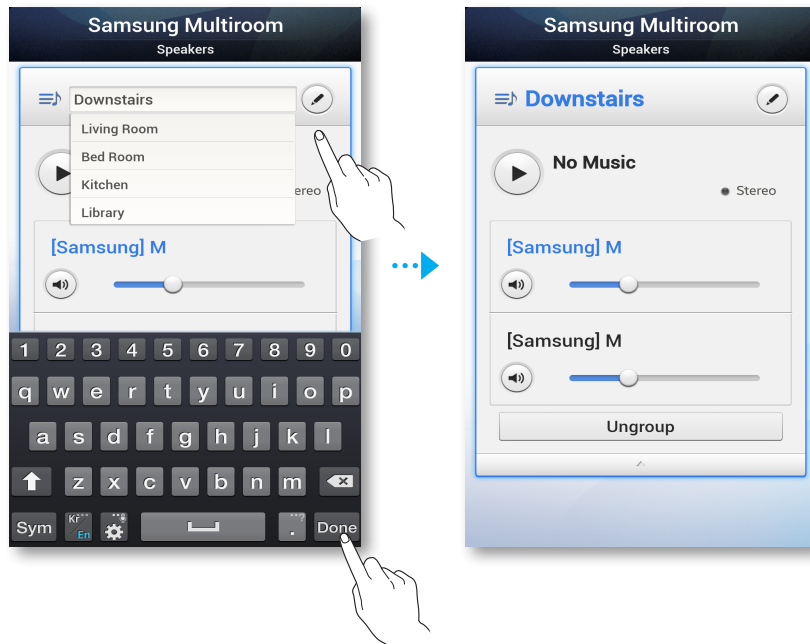 Samsung Multiroom
Speakers
Downstairs
Living Room
Bed Room
Kitchen
Library
ereo
[Samsung] M
1 2 3 4 5 6 7 8 9 0
q w e r t y u i o p
a s d f g h j k l
z x c v b n m
Sym En . Done
Samsung Multiroom
Speakers
Downstairs
No Music
Stereo
[Samsung] M
[Samsung] M
Ungroup